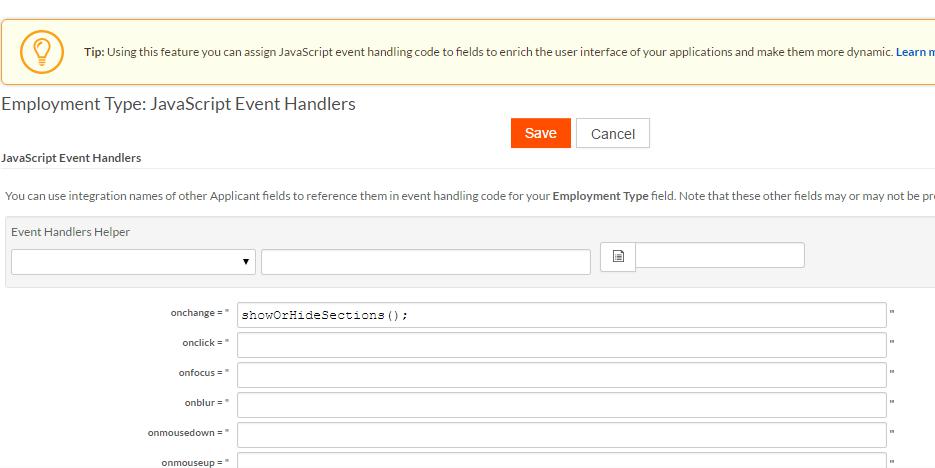 Tip: Using this feature you can assign JavaScript event handling code to fields to enrich the user interface of your applications and make them more dynamic. Learn
Employment Type: JavaScript Event Handlers
Save Cancel
JavaScript Event Handlers
You can use integration names of other Applicant fields to reference them in event handling code for your Employment Type field. Note that these other fields may or may not be
Event Handlers Helper
onchange = " showOrHideSections(); "
onclick = " "
onfocus = " "
onblur = " "
onmousedown = " "
onmouseup = " "